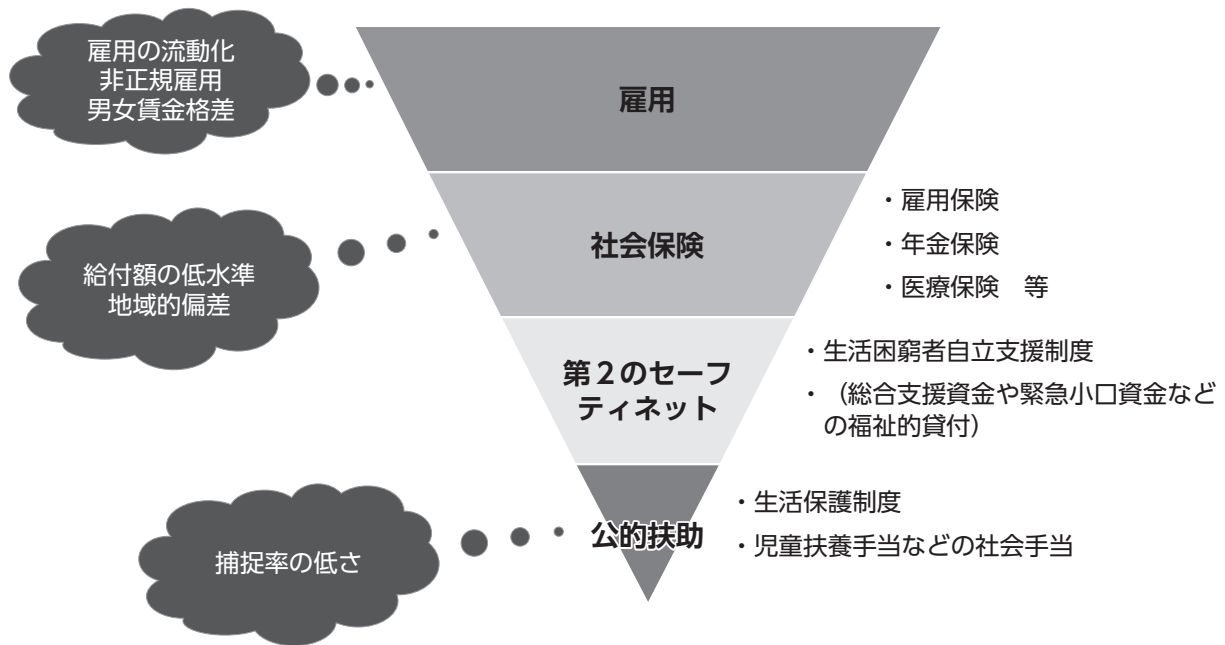 雇用の流動化
非正規雇用
男女賃金格差
雇用
給付額の低水準
地域的偏差
社会保険
・雇用保険
・年金保険
・医療保険　等
第２のセーフ
ティネット
・生活困窮者自立支援制度
・（総合支援資金や緊急小口資金など
の福祉的貸付）
捕捉率の低さ
公的扶助
・生活保護制度
・児童扶養手当などの社会手当